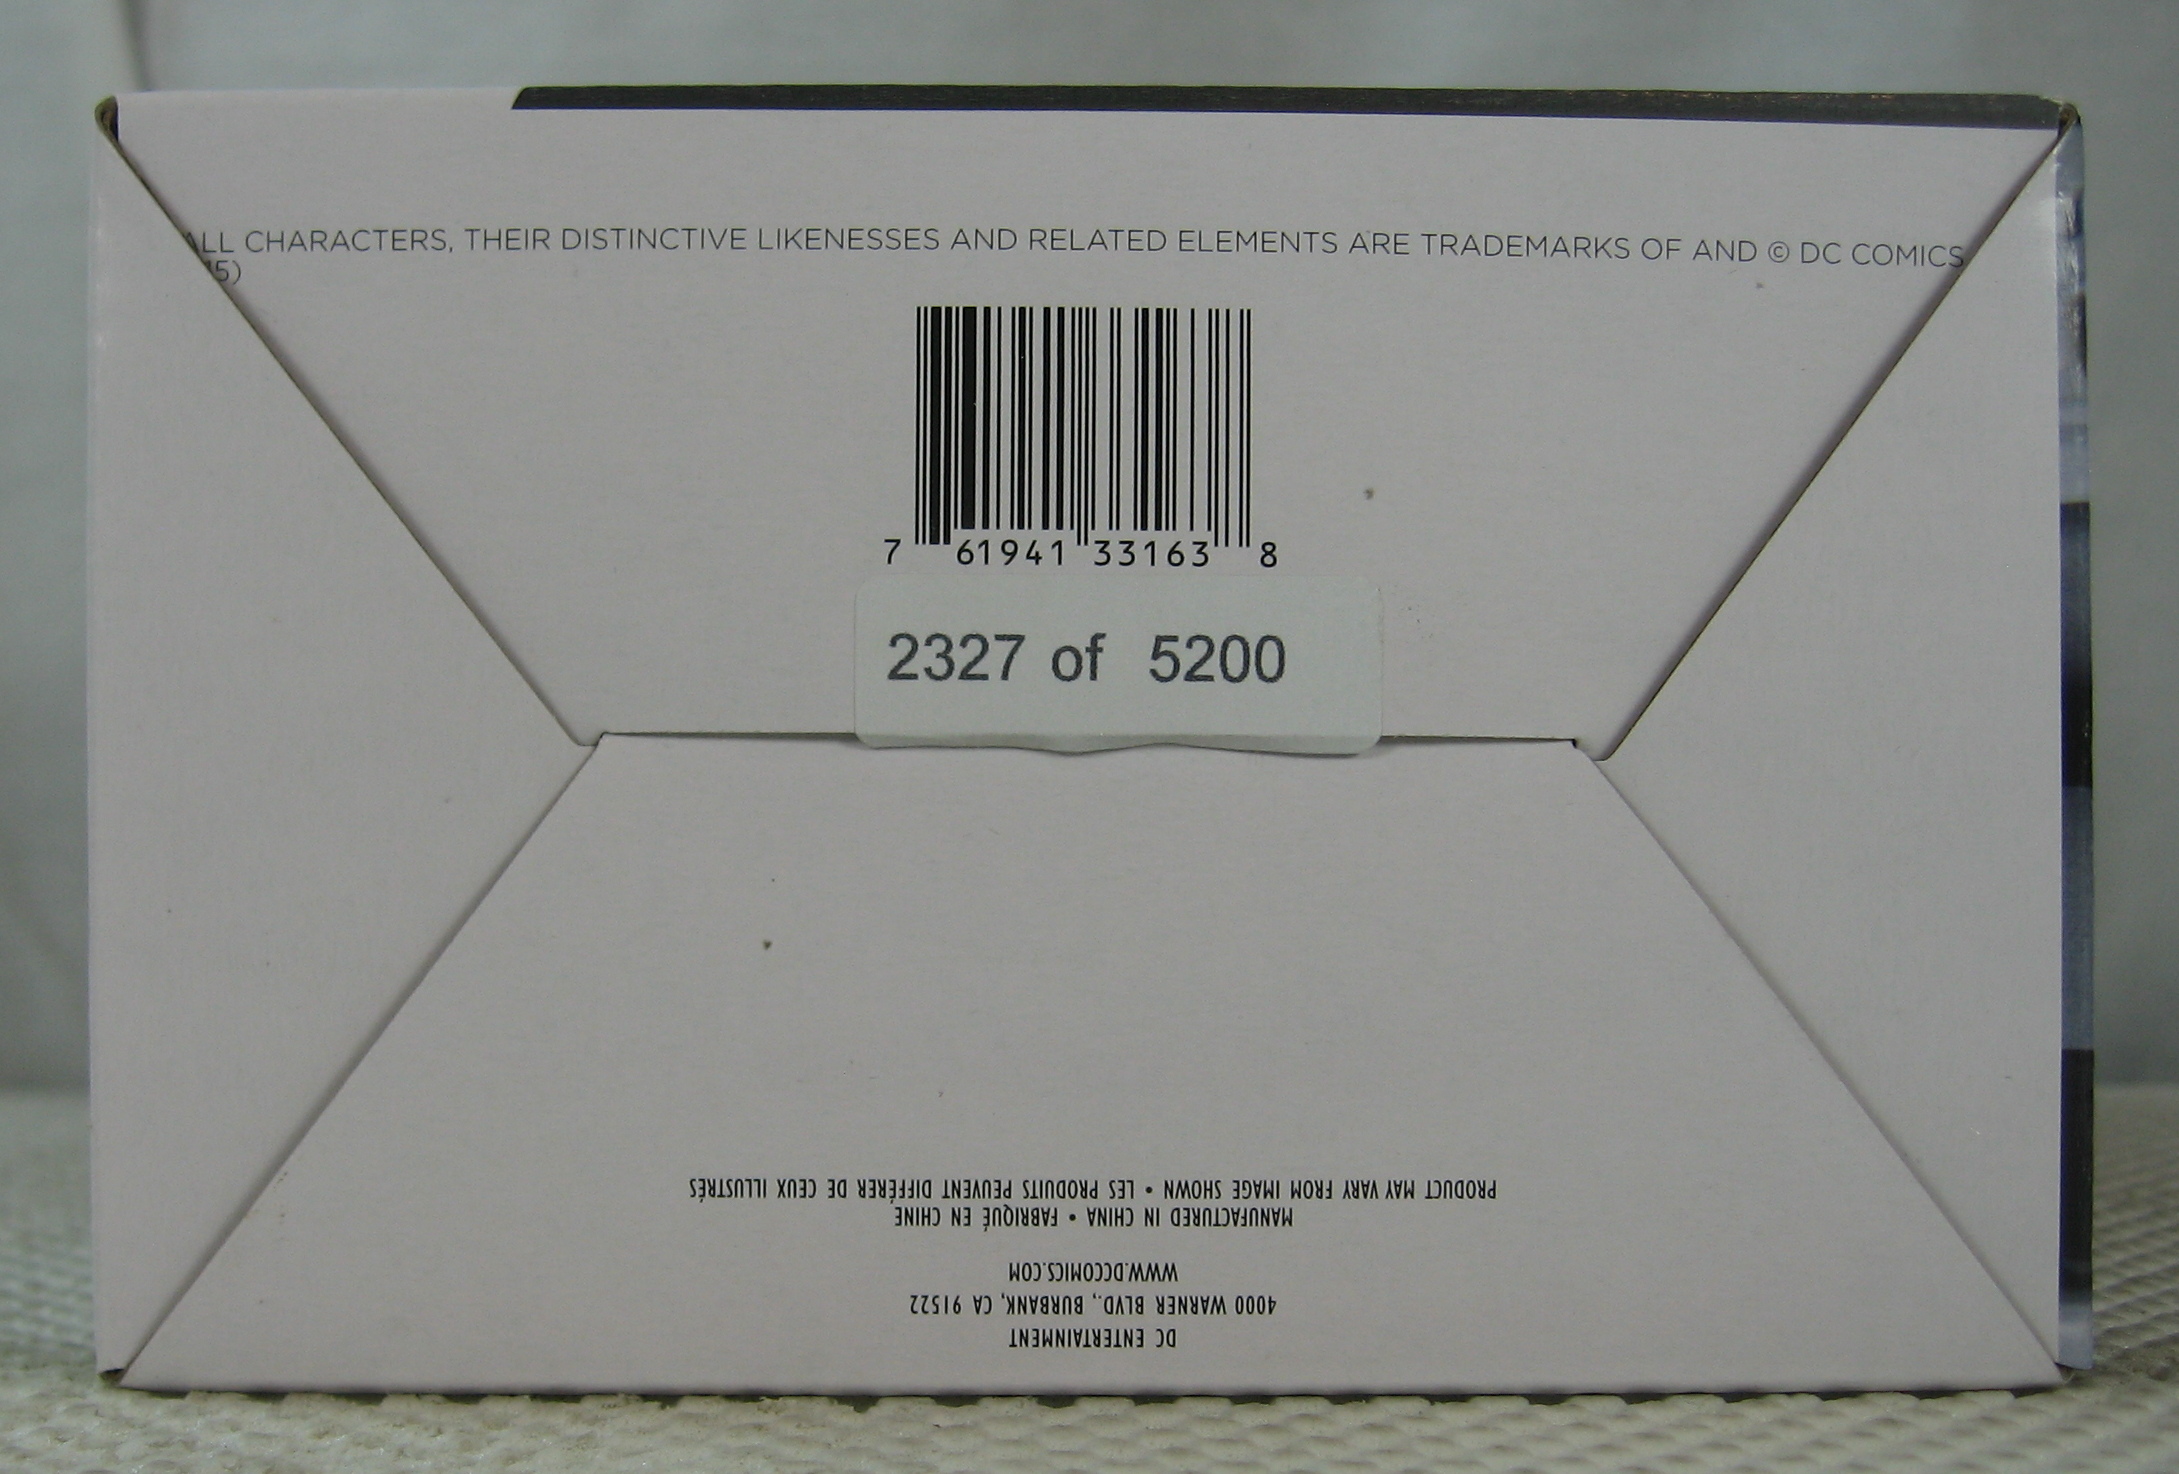 ALL CHARACTERS, THEIR DISTINCTIVE LIKENESSES AND RELATED ELEMENTS ARE TRADEMARKS OF AND © DC COMICS
15)
7 61941 33163 8
2327 of 5200
DC ENTERTAINMENT
4000 WARNER BLVD., BURBANK, CA 91522
WWW.DCCOMICS.COM
MANUFACTURED IN CHINA • FABRIQUÉ EN CHINE
PRODUCT MAY VARY FROM IMAGE SHOWN • LES PRODUITS PEUVENT DIFFÉRER DE CEUX ILLUSTRÉS